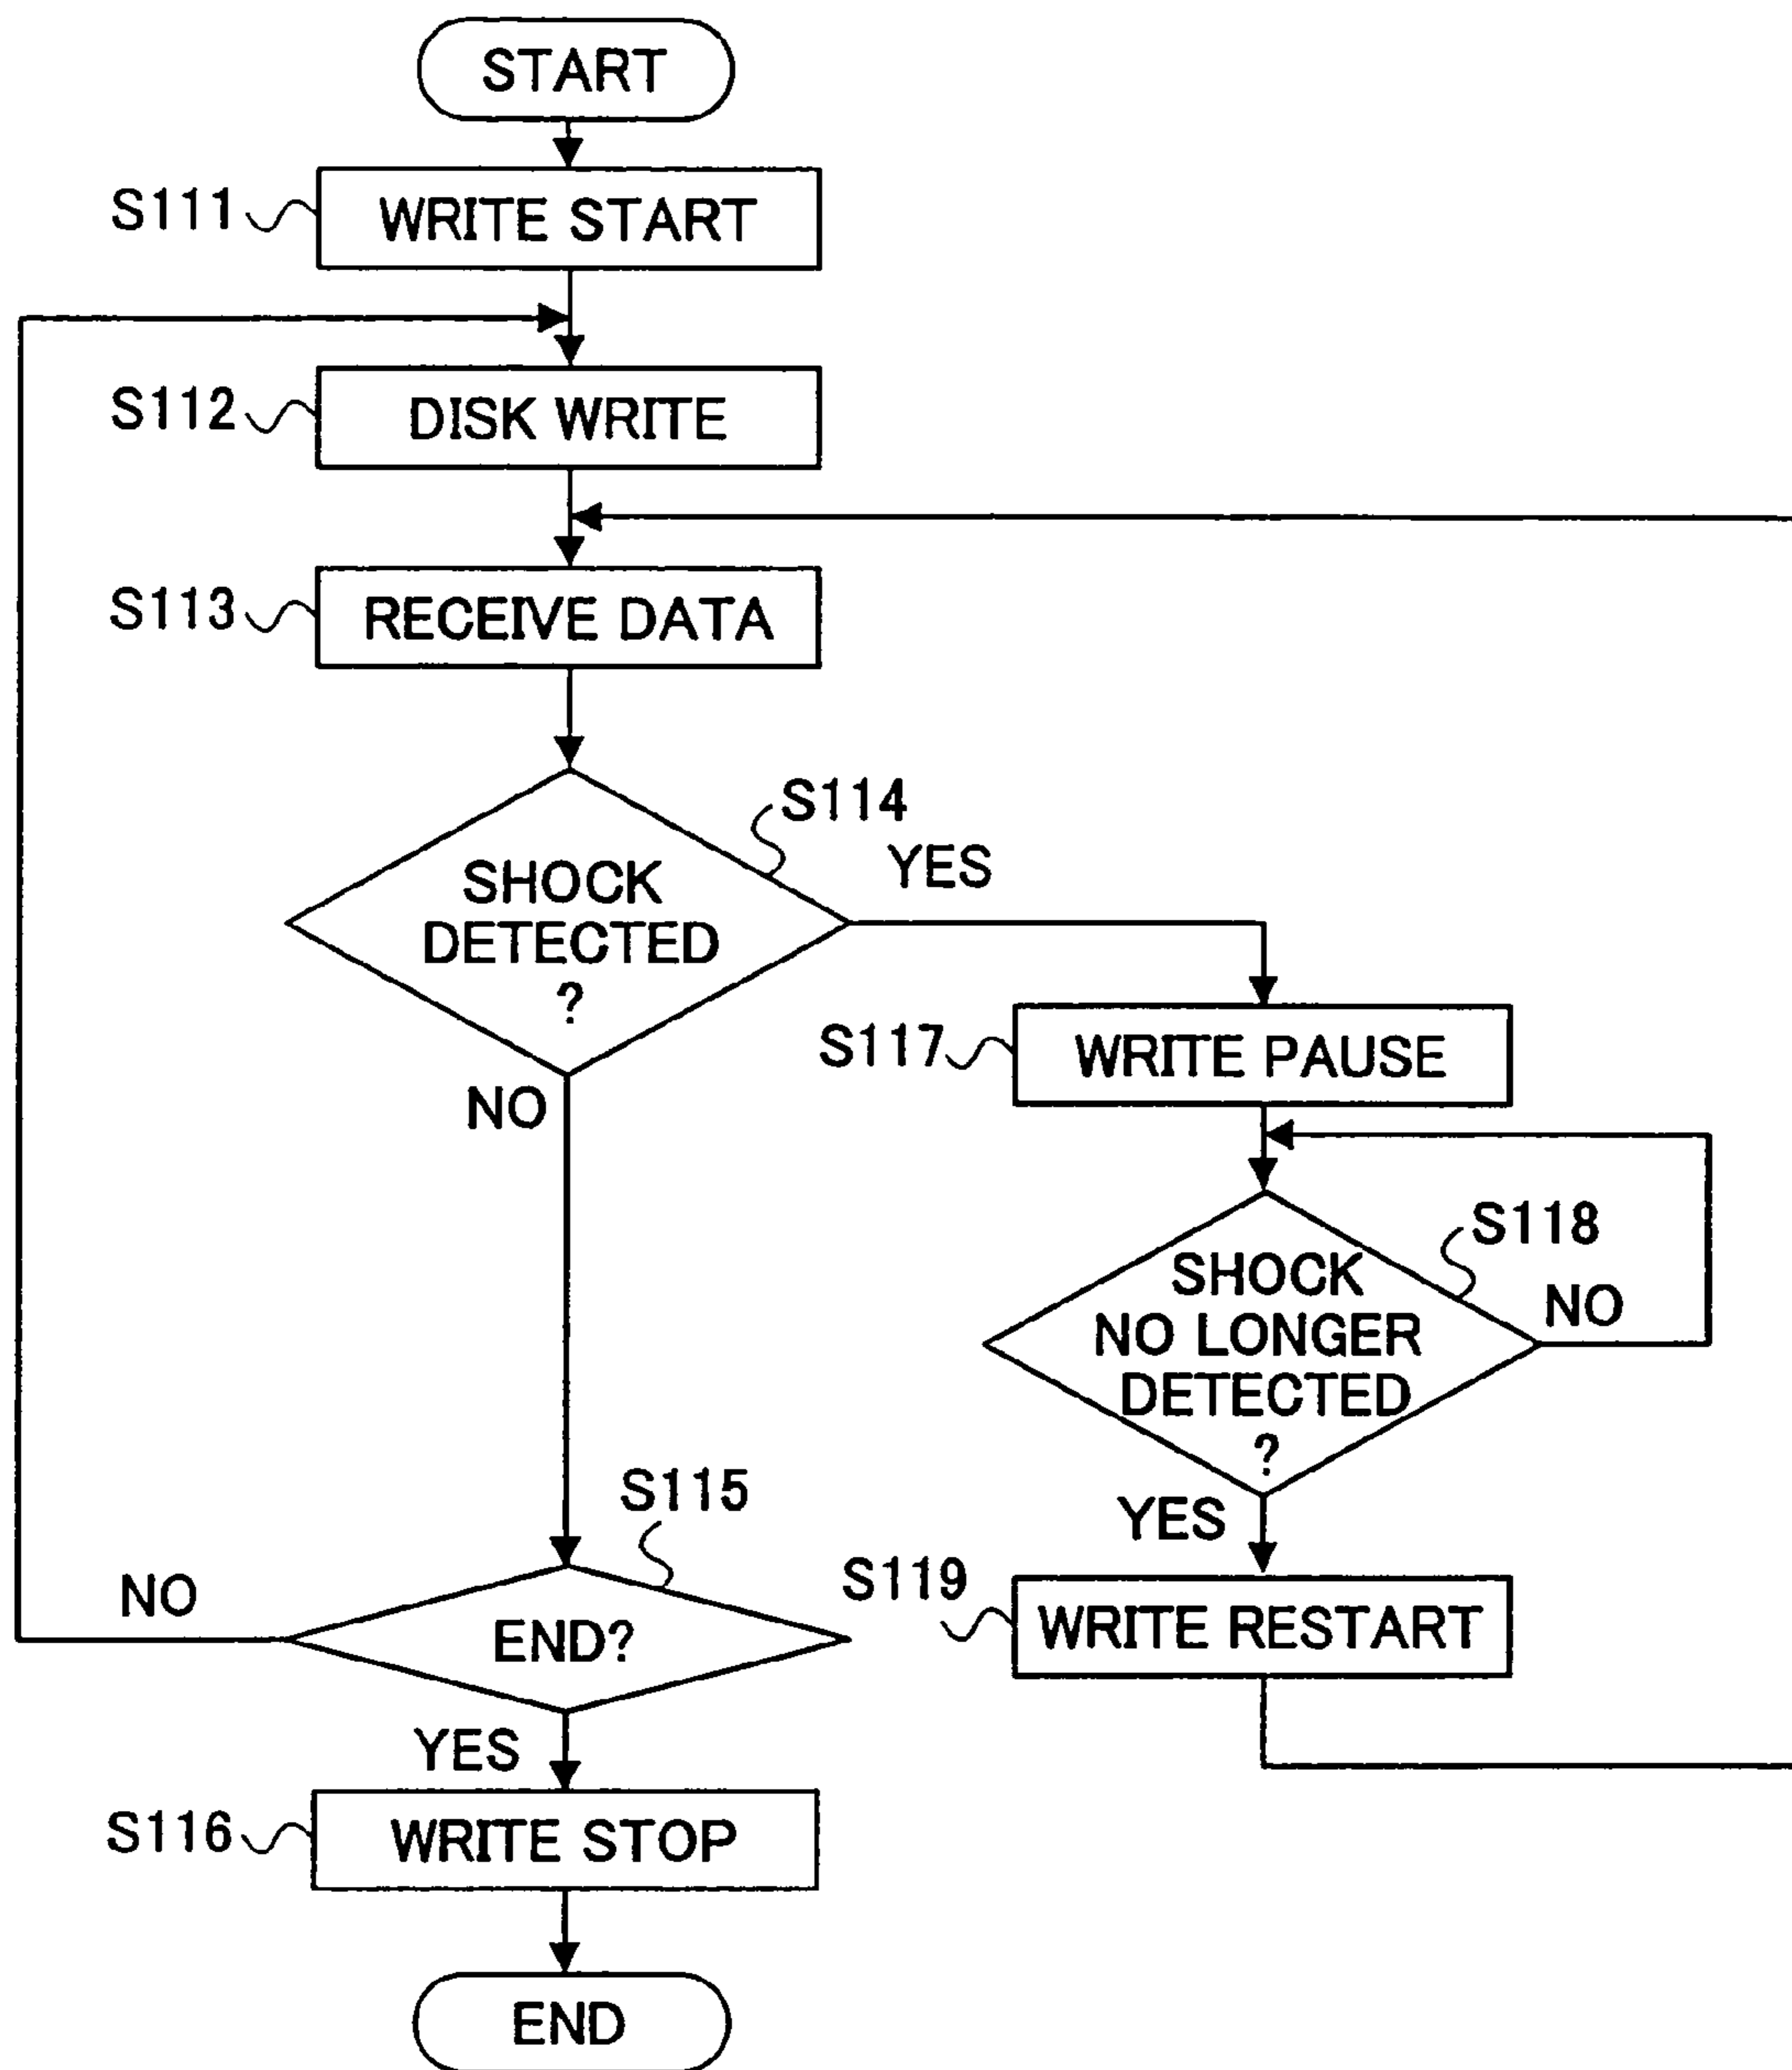 START
S111
WRITE START
S112
DISK WRITE
S113
RECEIVE DATA
S114
YES
SHOCK
DETECTED
?
NO
S117
WRITE PAUSE
S118
SHOCK
NO LONGER
DETECTED
?
NO
YES
S115
NO
END?
S119
WRITE RESTART
YES
S116
WRITE STOP
END